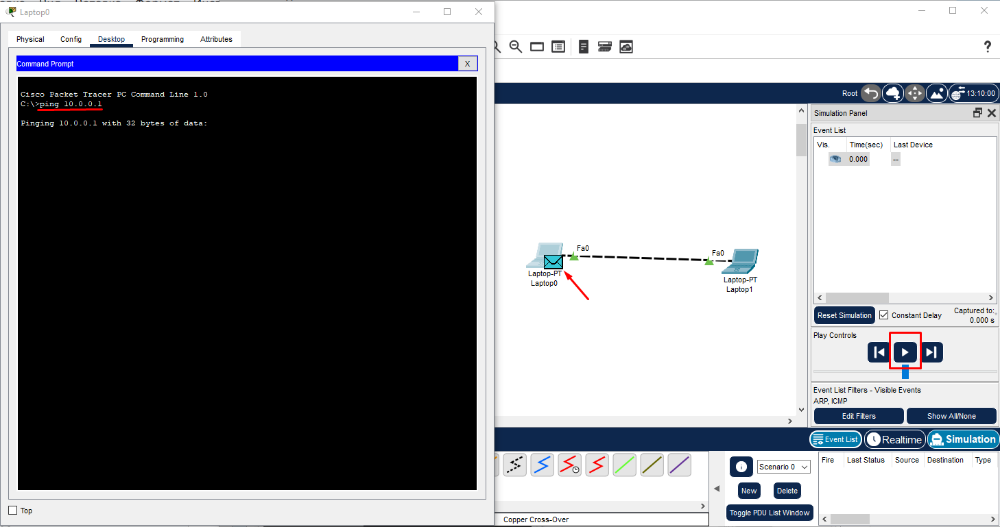 Laptop0
Physical
Config
Desktop
Programming
Attributes
Command Prompt
X
Cisco Packet Tracer PC Command Line 1.0
C:\>ping 10.0.0.1
Pinging 10.0.0.1 with 32 bytes of data:
Top
?
Root
13:10:00
Simulation Panel
Event List
Vis.
Time(sec)
Last Device
0.000
--
Fa0
Fa0
Laptop-PT
Laptop0
Laptop-PT
Laptop1
Reset Simulation
Constant Delay
Captured to:
0.000 s
Play Controls
Event List Filters - Visible Events
ARP, ICMP
Edit Filters
Show All/None
Event List
Realtime
Simulation
Scenario 0
New
Delete
Toggle PDU List Window
Fire
Last Status
Source
Destination
Type
Copper Cross-Over